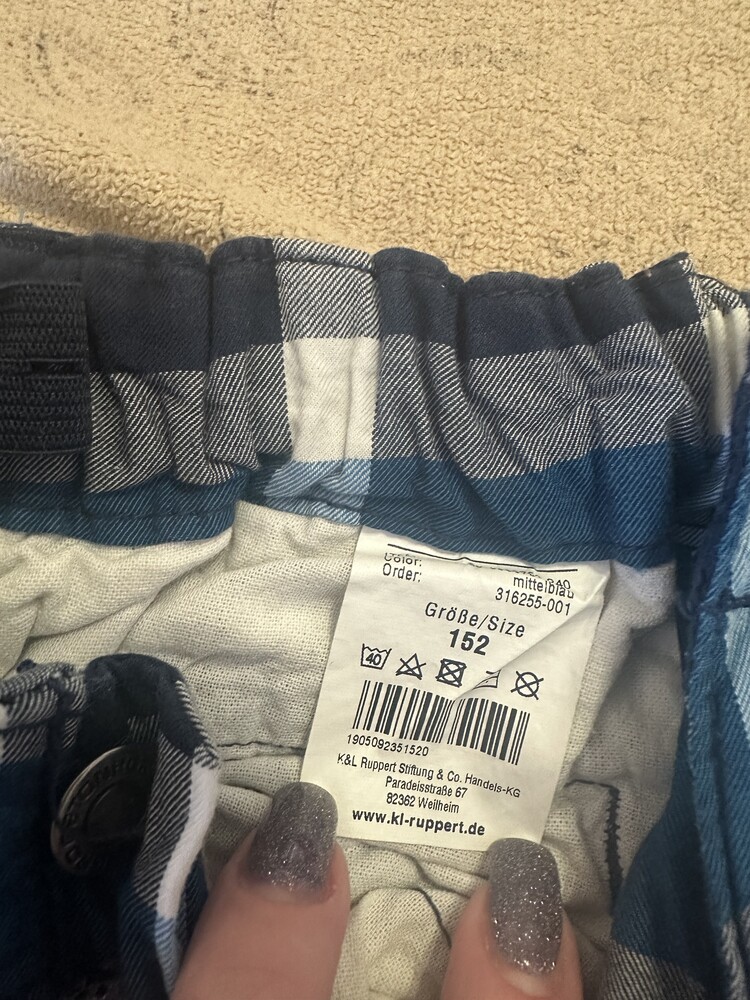 Color:
mittelblau
Order:
316255-001
Größe/Size
152
40
1905092351520
K&L Ruppert Stiftung & Co. Handels-KG
Paradeisstraße 67
82362 Weilheim
www.kl-ruppert.de